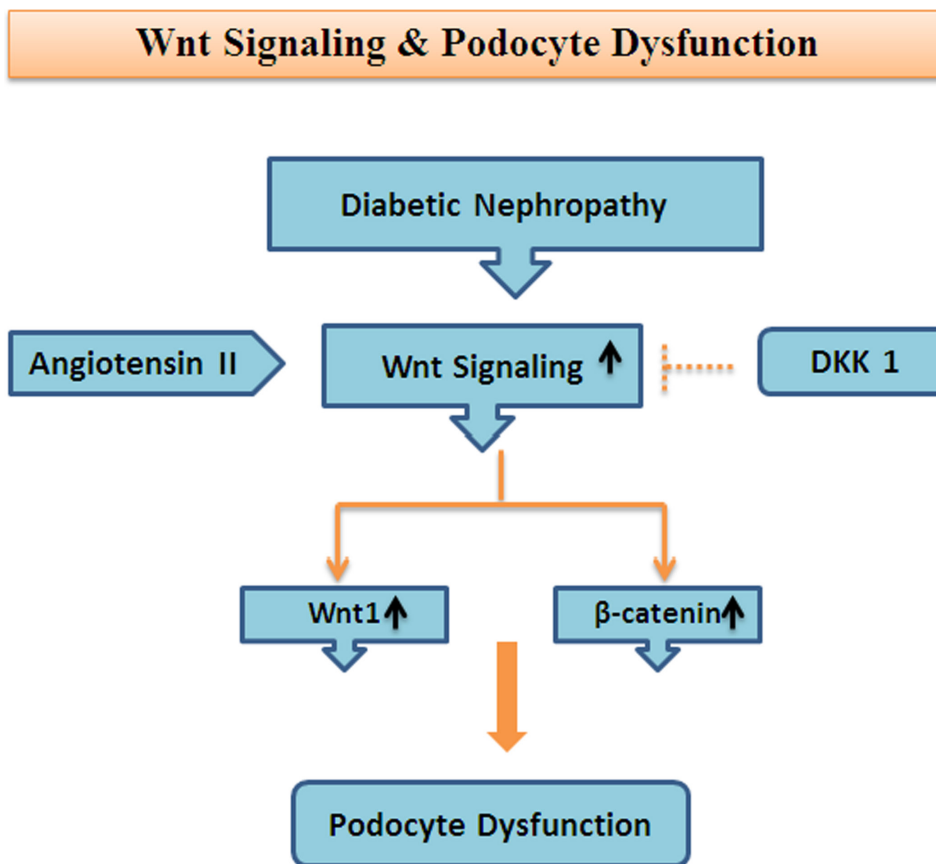 Wnt Signaling & Podocyte Dysfunction
Diabetic Nephropathy
Angiotensin II
Wnt Signaling
DKK 1
Wnt1
β-catenin
Podocyte Dysfunction